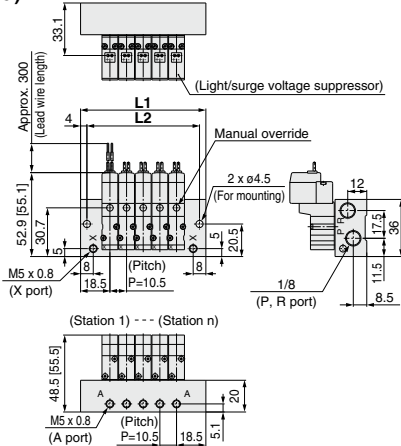 33.1
(Light/surge voltage suppressor)
Approx. 300
(Lead wire length)
L1
L2
4
Manual override
2 x ø4.5
(For mounting)
12
52.9 [55.1]
30.7
5
X
X
5
20.5
P
R
17.5
36
11.5
M5 x 0.8
(X port)
8
18.5
(Pitch)
P=10.5
8
1/8
(P, R port)
8.5
(Station 1) --- (Station n)
48.5 [55.5]
A
A
20
M5 x 0.8
(A port)
(Pitch)
P=10.5
18.5
5.1